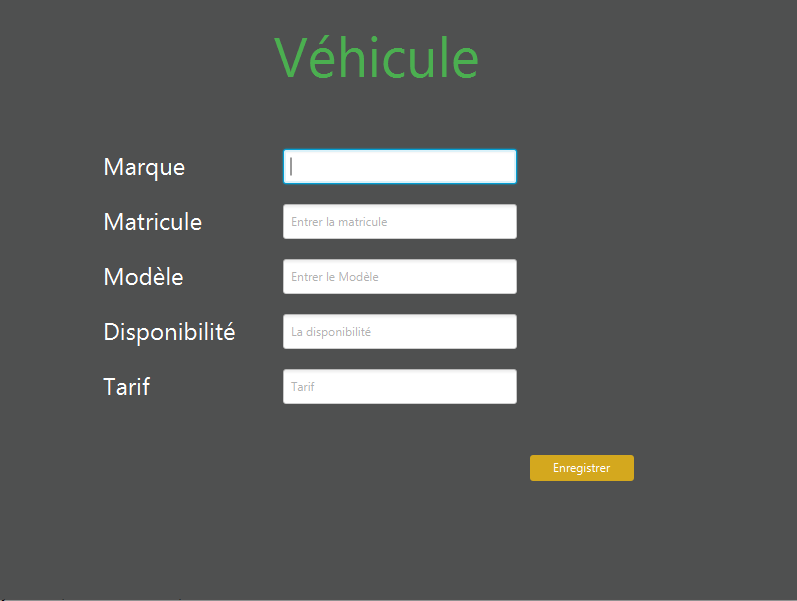 Véhicule
Marque
Matricule
Entrer la matricule
Modèle
Entrer le Modèle
Disponibilité
La disponibilité
Tarif
Tarif
Enregistrer